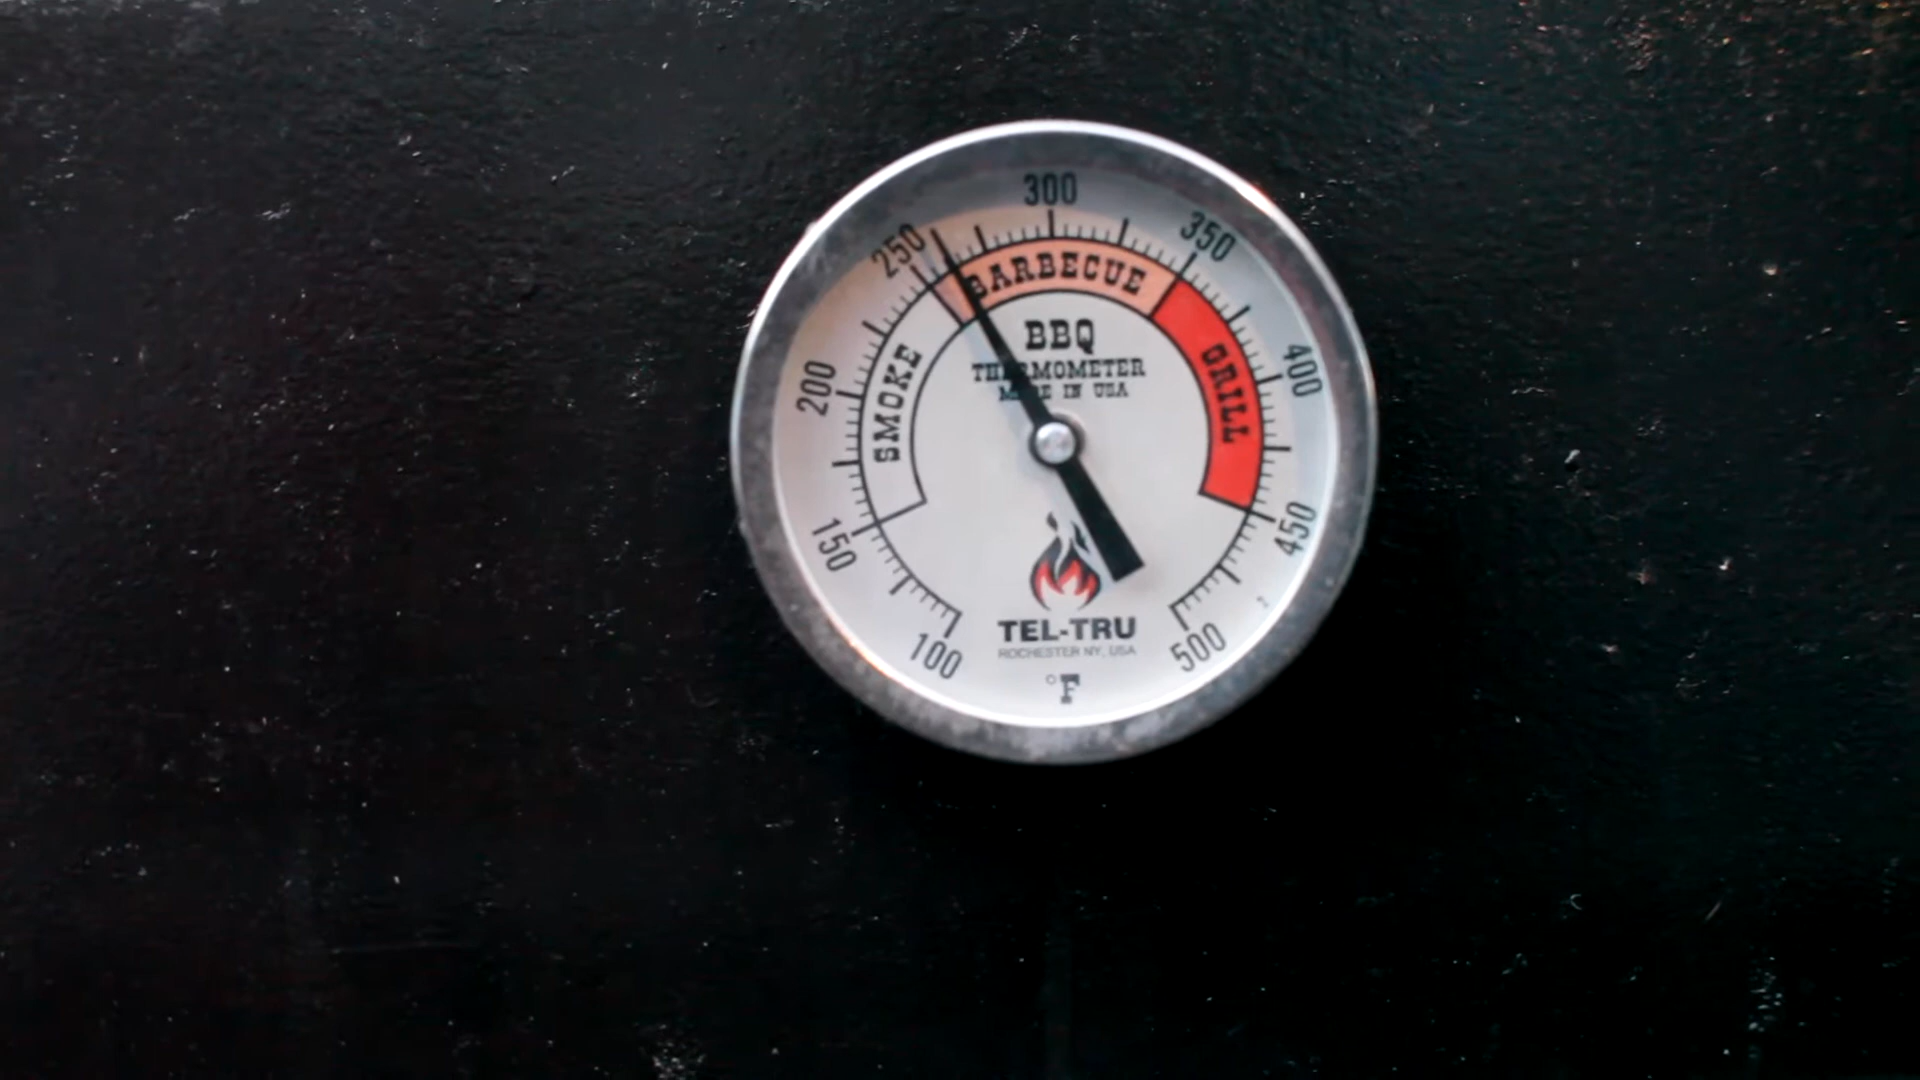 300
250
350
BARBECUE
BBQ
THERMOMETER
MADE IN USA
200
SMOKE
GRILL
400
150
450
100
500
TEL-TRU
ROCHESTER NY, USA
°F